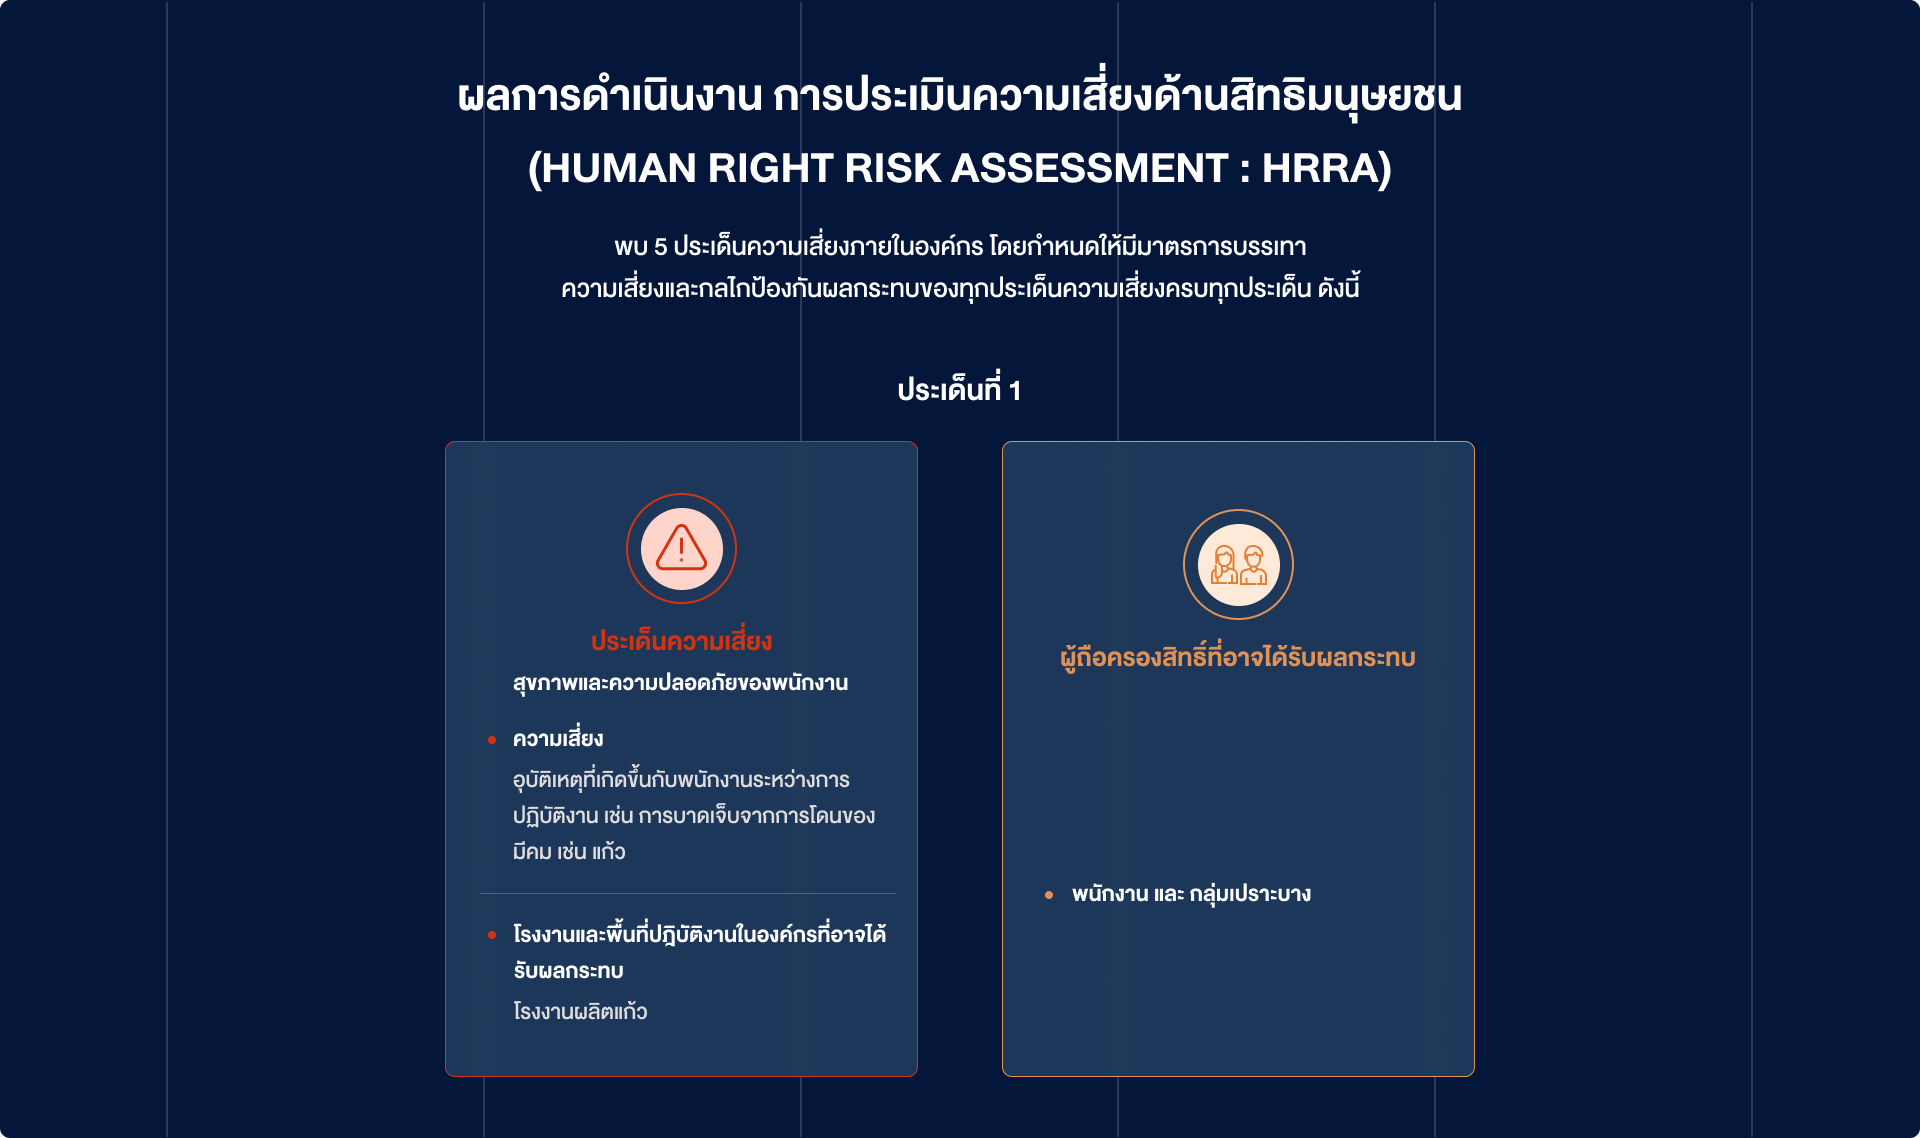 ผลการดำเนินงาน การประเมินความเสี่ยงด้านสิทธิมนุษยชน
(HUMAN RIGHT RISK ASSESSMENT : HRRA)
พบ 5 ประเด็นความเสี่ยงภายในองค์กร โดยกำหนดให้มีมาตรการบรรเทา
ความเสี่ยงและกลไกป้องกันผลกระทบของทุกประเด็นความเสี่ยงครบทุกประเด็น ดังนี้
ประเด็นที่ 1
ประเด็นความเสี่ยง
สุขภาพและความปลอดภัยของพนักงาน
ความเสี่ยง
อุบัติเหตุที่เกิดขึ้นกับพนักงานระหว่างการ
ปฏิบัติงาน เช่น การบาดเจ็บจากการโดนของ
มีคม เช่น แก้ว
โรงงานและพื้นที่ปฎิบัติงานในองค์กรที่อาจได้
รับผลกระทบ
โรงงานผลิตแก้ว
ผู้ถือครองสิทธิ์ที่อาจได้รับผลกระทบ
พนักงาน และ กลุ่มเปราะบาง